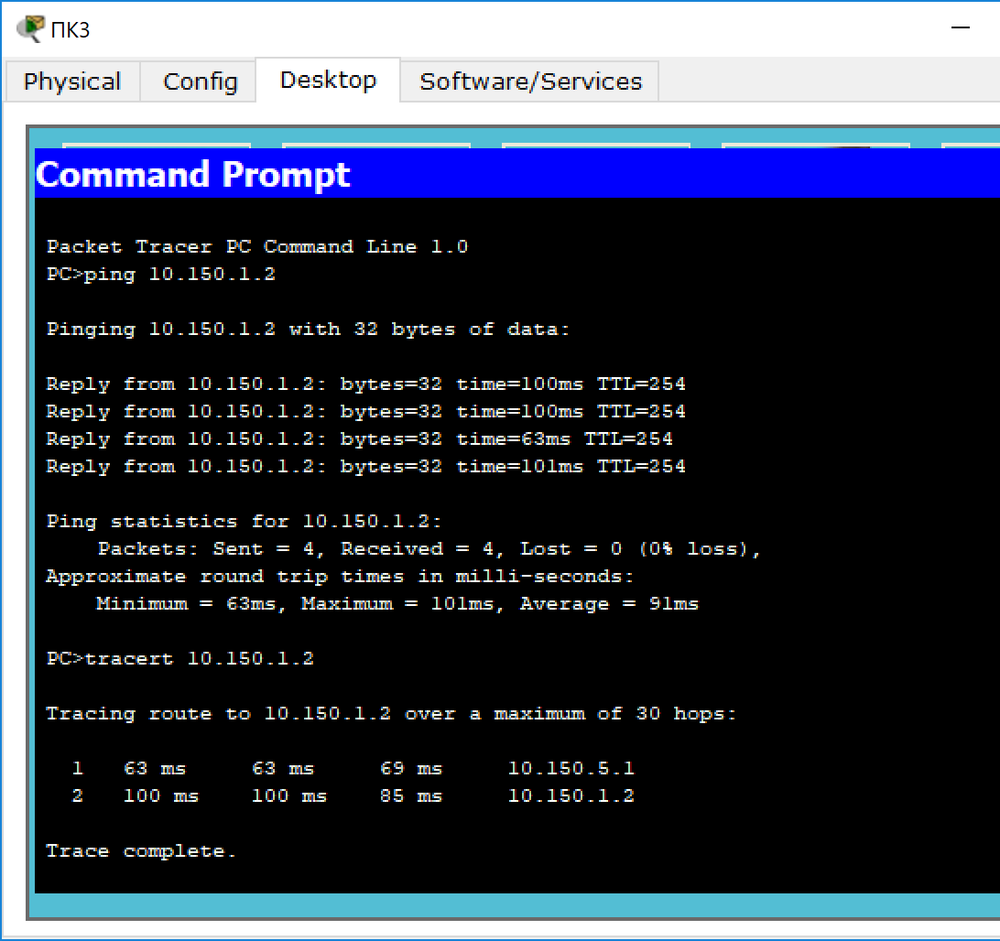 ПК3
Physical Config Desktop Software/Services
Command Prompt
Packet Tracer PC Command Line 1.0
PC>ping 10.150.1.2
Pinging 10.150.1.2 with 32 bytes of data:
Reply from 10.150.1.2: bytes=32 time=100ms TTL=254
Reply from 10.150.1.2: bytes=32 time=100ms TTL=254
Reply from 10.150.1.2: bytes=32 time=63ms TTL=254
Reply from 10.150.1.2: bytes=32 time=101ms TTL=254
Ping statistics for 10.150.1.2:
Packets: Sent = 4, Received = 4, Lost = 0 (0% loss),
Approximate round trip times in milli-seconds:
Minimum = 63ms, Maximum = 101ms, Average = 91ms
PC>tracert 10.150.1.2
Tracing route to 10.150.1.2 over a maximum of 30 hops:
1 63 ms 63 ms 69 ms 10.150.5.1
2 100 ms 100 ms 85 ms 10.150.1.2
Trace complete.